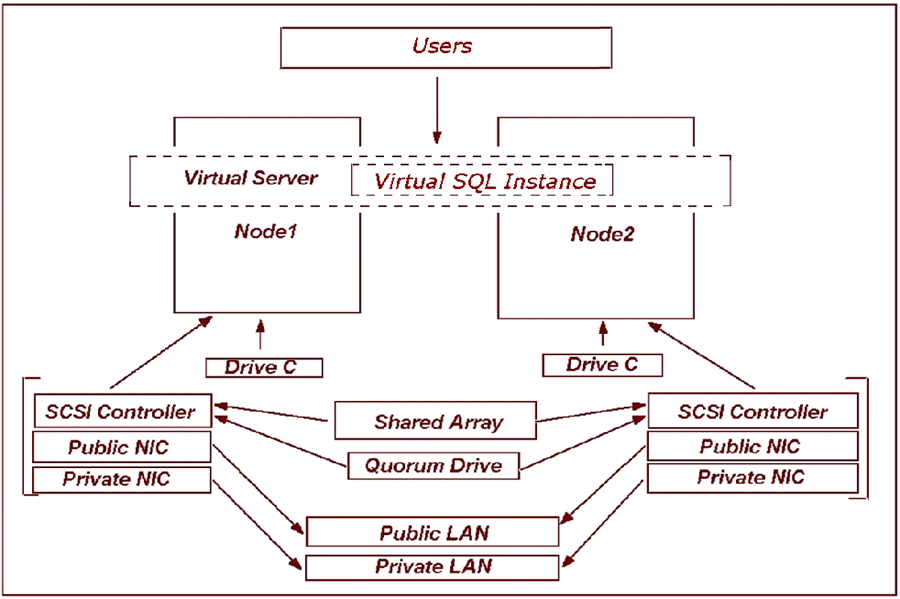 Users
Virtual Server
Virtual SQL Instance
Node1
Node2
Drive C
Drive C
SCSI Controller
Shared Array
SCSI Controller
Public NIC
Public NIC
Quorum Drive
Private NIC
Private NIC
Public LAN
Private LAN